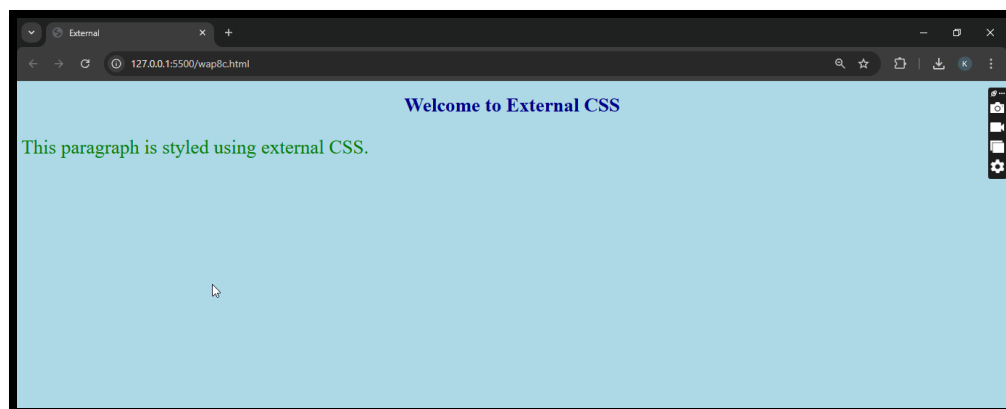 External
127.0.0.1:5500/wap8c.html
K
Welcome to External CSS
This paragraph is styled using external CSS.